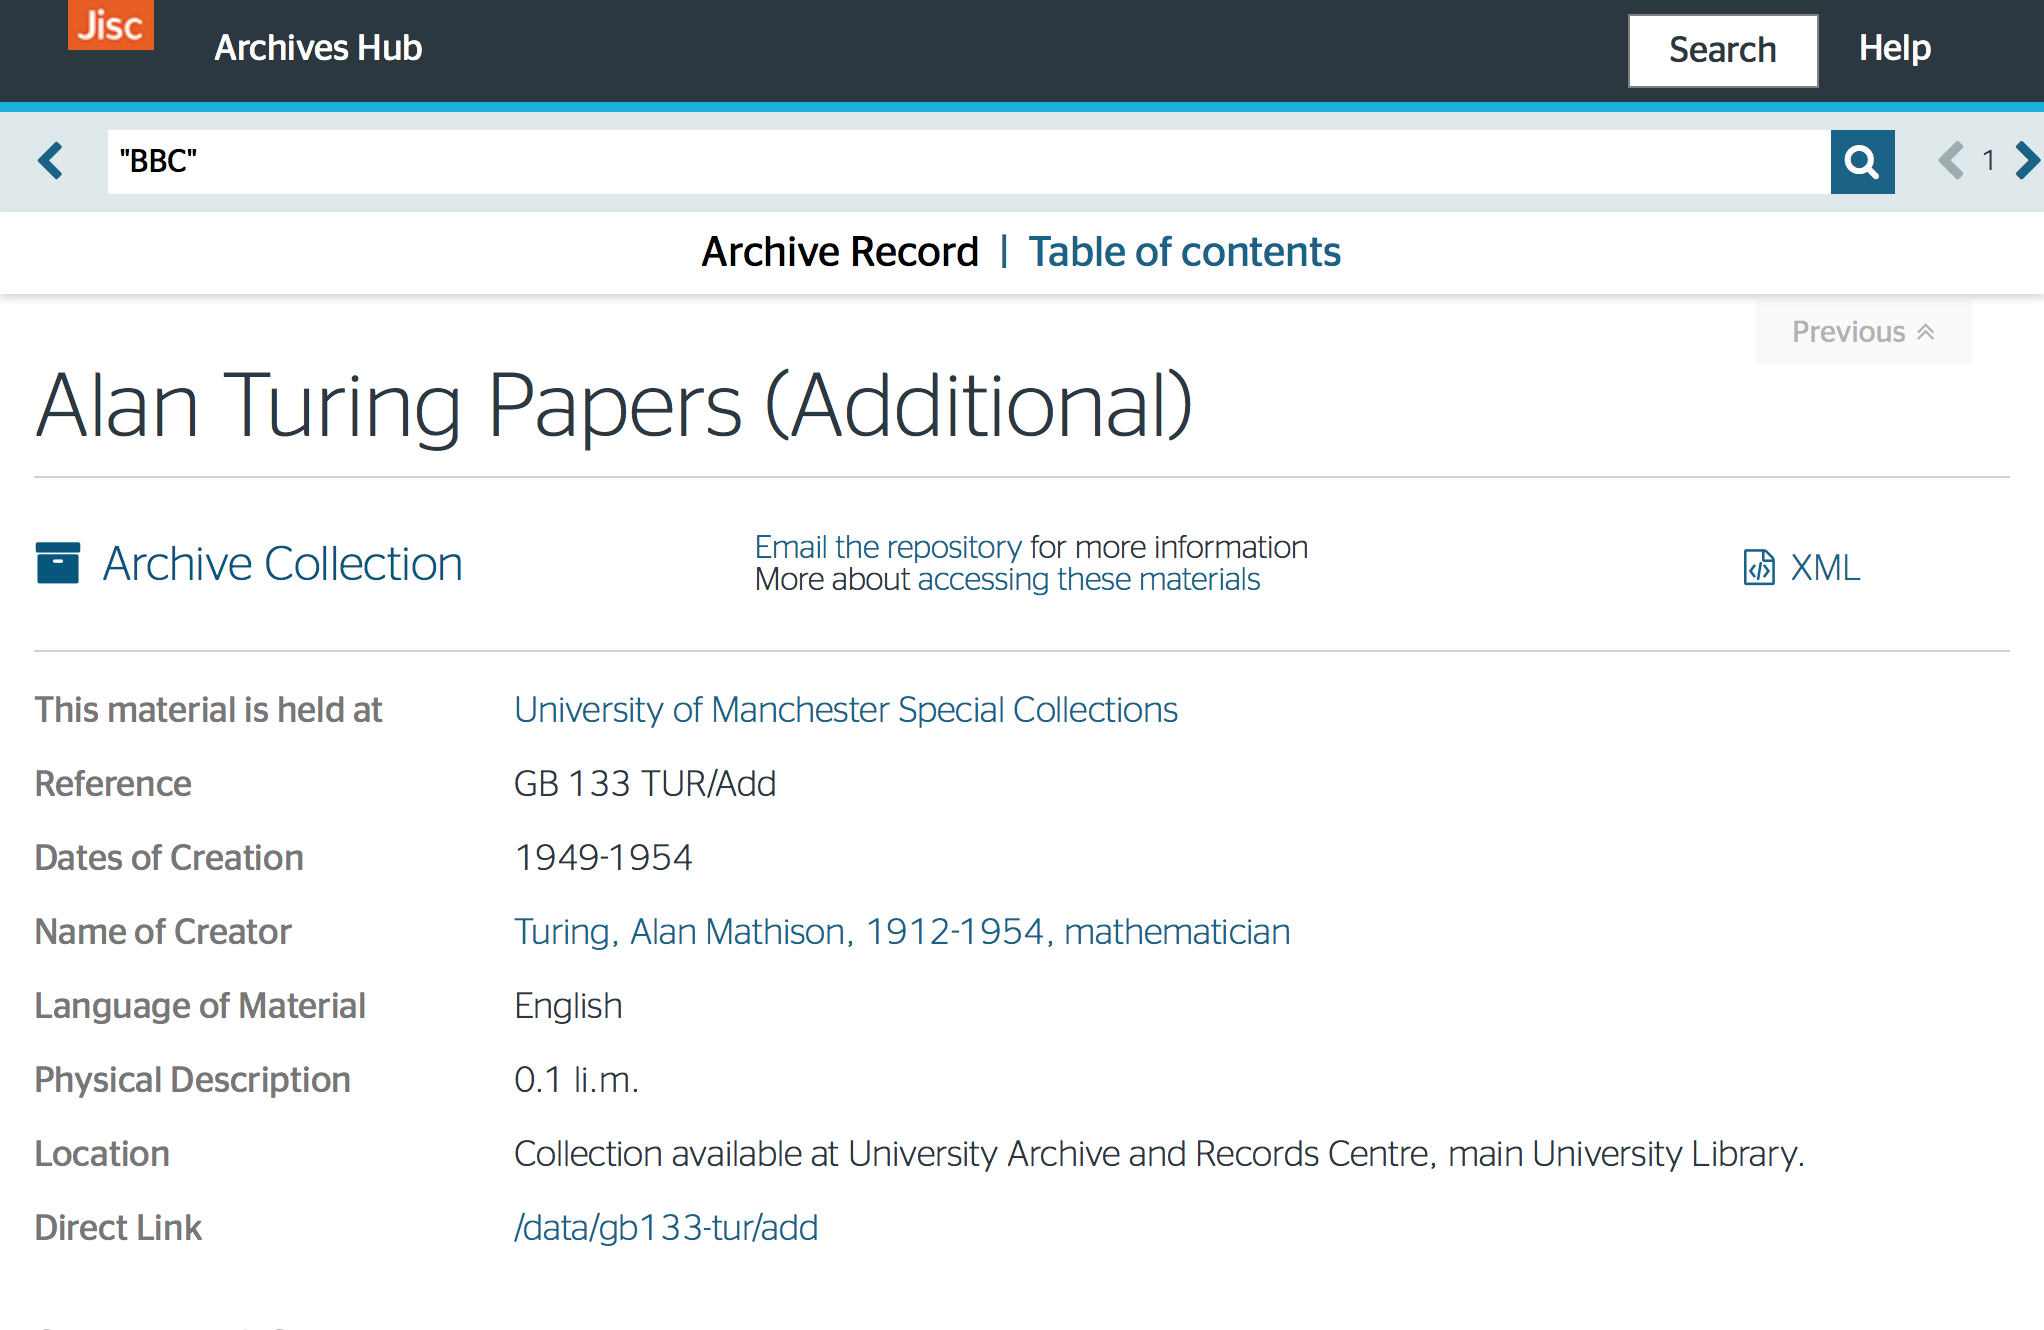 Jisc
Archives Hub
Search
Help
"BBC"
1
Archive Record | Table of contents
Previous
Alan Turing Papers (Additional)
Archive Collection
Email the repository for more information
More about accessing these materials
XML
This material is held at University of Manchester Special Collections
Reference GB 133 TUR/Add
Dates of Creation 1949-1954
Name of Creator Turing, Alan Mathison, 1912-1954, mathematician
Language of Material English
Physical Description 0.1 li.m.
Location Collection available at University Archive and Records Centre, main University Library.
Direct Link /data/gb133-tur/add